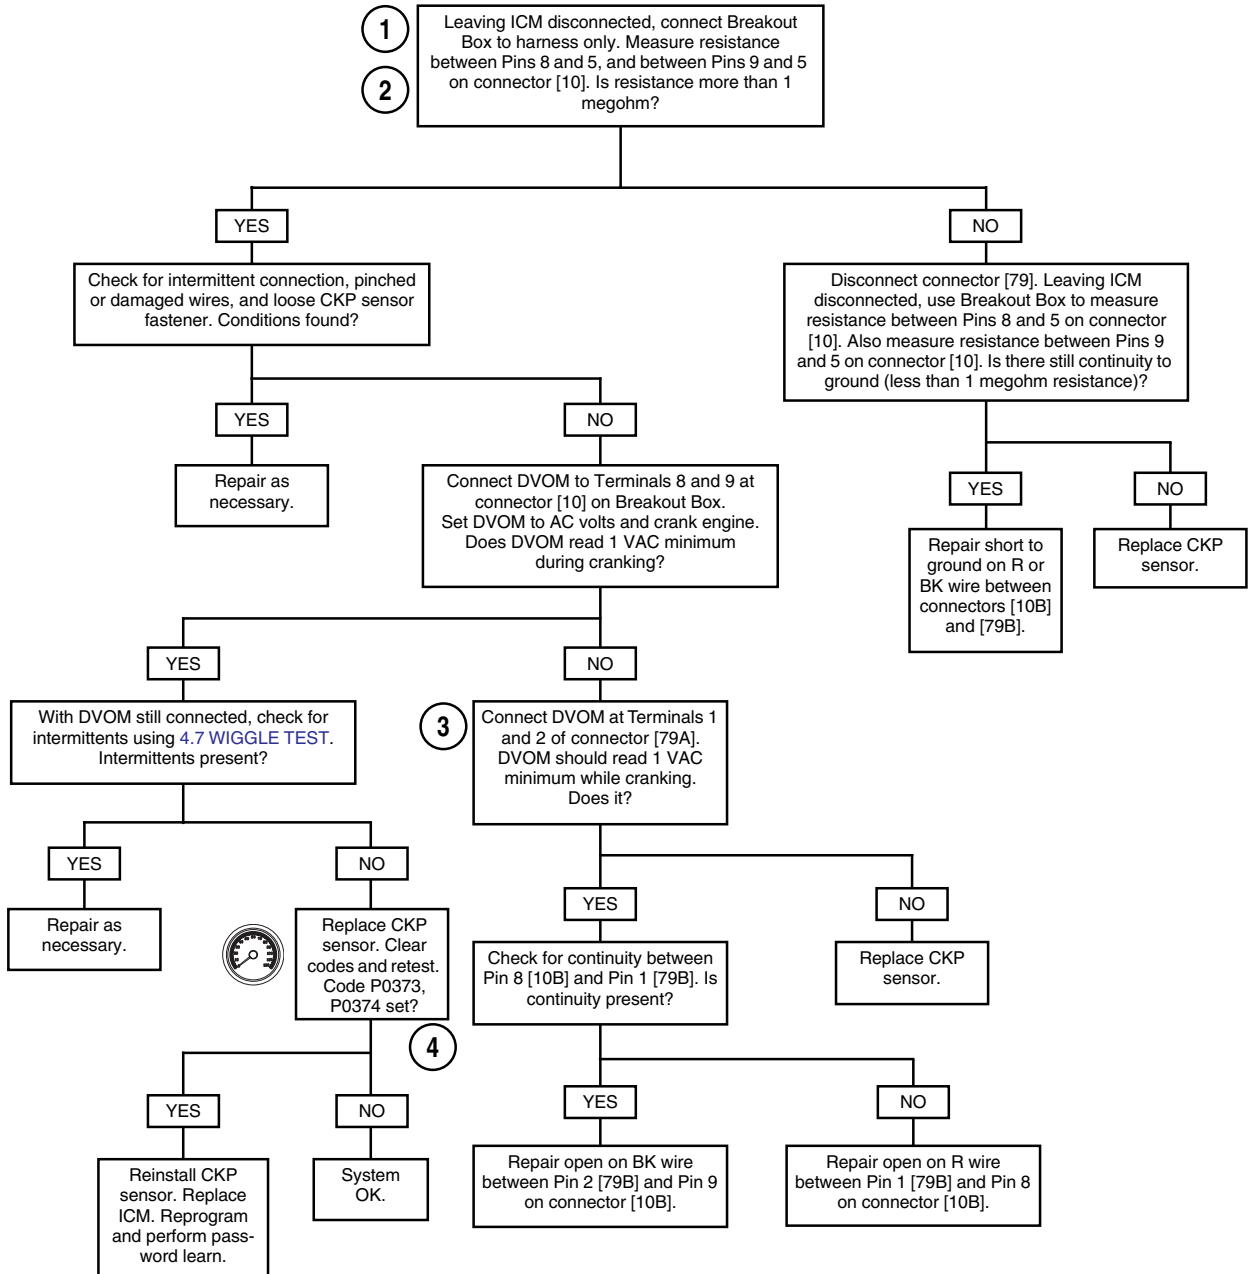 1
2
Leaving ICM disconnected, connect Breakout
Box to harness only. Measure resistance
between Pins 8 and 5, and between Pins 9 and 5
on connector [10]. Is resistance more than 1
megohm?
YES
NO
Check for intermittent connection, pinched
or damaged wires, and loose CKP sensor
fastener. Conditions found?
Disconnect connector [79]. Leaving ICM
disconnected, use Breakout Box to measure
resistance between Pins 8 and 5 on connector
[10]. Also measure resistance between Pins 9
and 5 on connector [10]. Is there still continuity to
ground (less than 1 megohm resistance)?
YES
NO
Repair as
necessary.
Connect DVOM to Terminals 8 and 9 at
connector [10] on Breakout Box.
Set DVOM to AC volts and crank engine.
Does DVOM read 1 VAC minimum
during cranking?
YES
NO
Repair short to
ground on R or
BK wire between
connectors [10B]
and [79B].
Replace CKP
sensor.
YES
NO
With DVOM still connected, check for
intermittents using 4.7 WIGGLE TEST.
Intermittents present?
3
Connect DVOM at Terminals 1
and 2 of connector [79A].
DVOM should read 1 VAC
minimum while cranking.
Does it?
YES
NO
Repair as
necessary.
Replace CKP
sensor. Clear
codes and retest.
Code P0373,
P0374 set?
YES
NO
Check for continuity between
Pin 8 [10B] and Pin 1 [79B]. Is
continuity present?
Replace CKP
sensor.
4
YES
NO
Reinstall CKP
sensor. Replace
ICM. Reprogram
and perform pass-
word learn.
System
OK.
YES
NO
Repair open on BK wire
between Pin 2 [79B] and Pin 9
on connector [10B].
Repair open on R wire
between Pin 1 [79B] and Pin 8
on connector [10B].